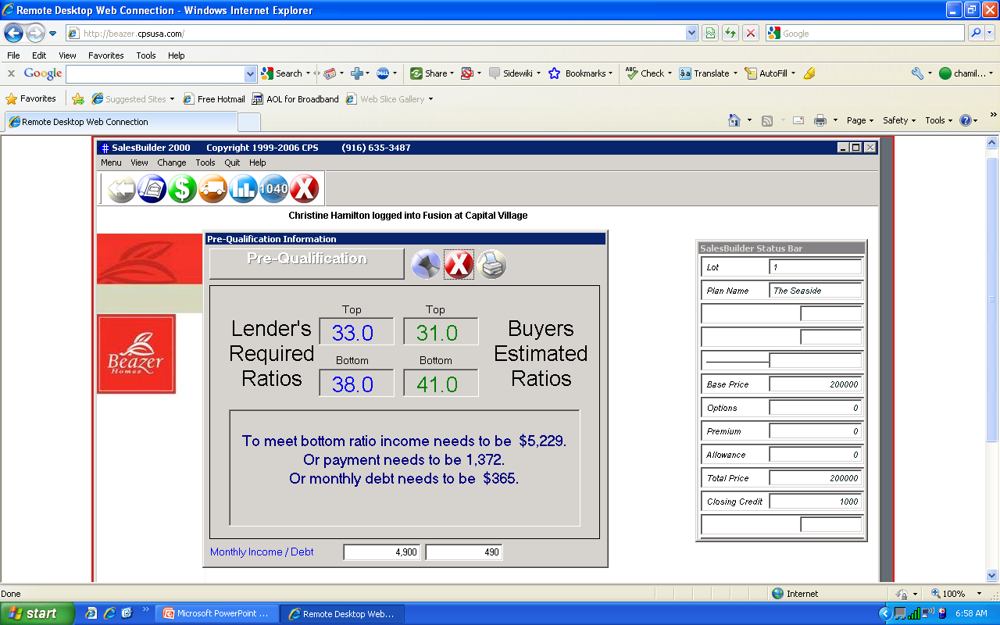 Remote Desktop Web Connection - Windows Internet Explorer
http://beazer.cpsusa.com/
Google
File Edit View Favorites Tools Help
x Google Search Share Sidewiki Bookmarks ABC Check Translate AutoFill chamil...
Favorites Suggested Sites Free Hotmail AOL for Broadband Web Slice Gallery
Remote Desktop Web Connection
Page Safety Tools
SalesBuilder 2000 Copyright 1999-2006 CPS (916) 635-3487
Menu View Change Tools Quit Help
$ 1040 X
Christine Hamilton logged into Fusion at Capital Village
Pre-Qualification Information
Pre-Qualification
X
Lender's
Required
Ratios
Top
33.0
Bottom
38.0
Top
31.0
Bottom
41.0
Buyers
Estimated
Ratios
To meet bottom ratio income needs to be $5,229.
Or payment needs to be 1,372.
Or monthly debt needs to be $365.
Monthly Income / Debt 4,900 490
Beazer
Homes
SalesBuilder Status Bar
Lot 1
Plan Name The Seaside
Base Price 200000
Options 0
Premium 0
Allowance 0
Total Price 200000
Closing Credit 1000
Done Internet 100%
start Microsoft PowerPoint ... Remote Desktop Web... 6:58 AM